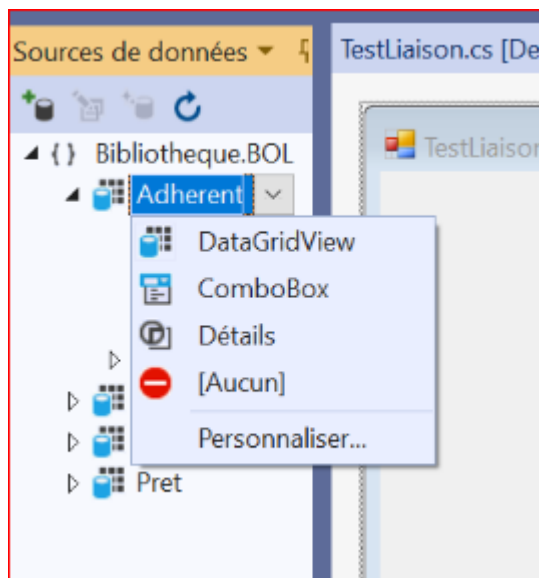 Sources de données
TestLiaison.cs [De
Bibliotheque.BOL
TestLiaison
Adherent
DataGridView
ComboBox
Détails
[Aucun]
Personnaliser...
Pret